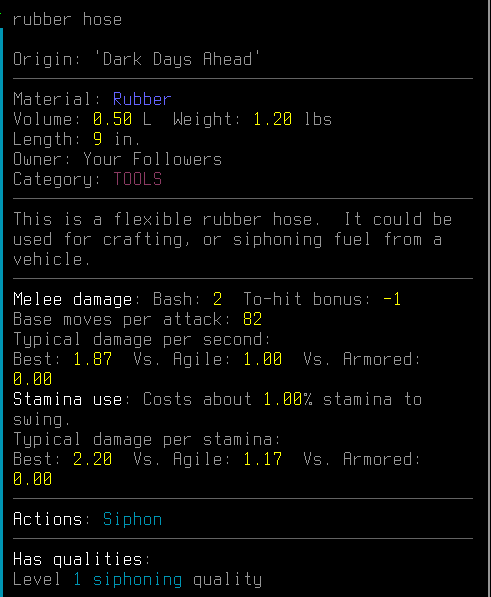 rubber hose
Origin: 'Dark Days Ahead'
Material: Rubber
Volume: 0.50 L  Weight: 1.20 lbs
Length: 9 in.
Owner: Your Followers
Category: TOOLS
This is a flexible rubber hose.  It could be
used for crafting, or siphoning fuel from a
vehicle.
Melee damage: Bash: 2  To-hit bonus: -1
Base moves per attack: 82
Typical damage per second:
Best: 1.87  Vs. Agile: 1.00  Vs. Armored:
0.00
Stamina use: Costs about 1.00% stamina to
swing.
Typical damage per stamina:
Best: 2.20  Vs. Agile: 1.17  Vs. Armored:
0.00
Actions: Siphon
Has qualities:
Level 1 siphoning quality